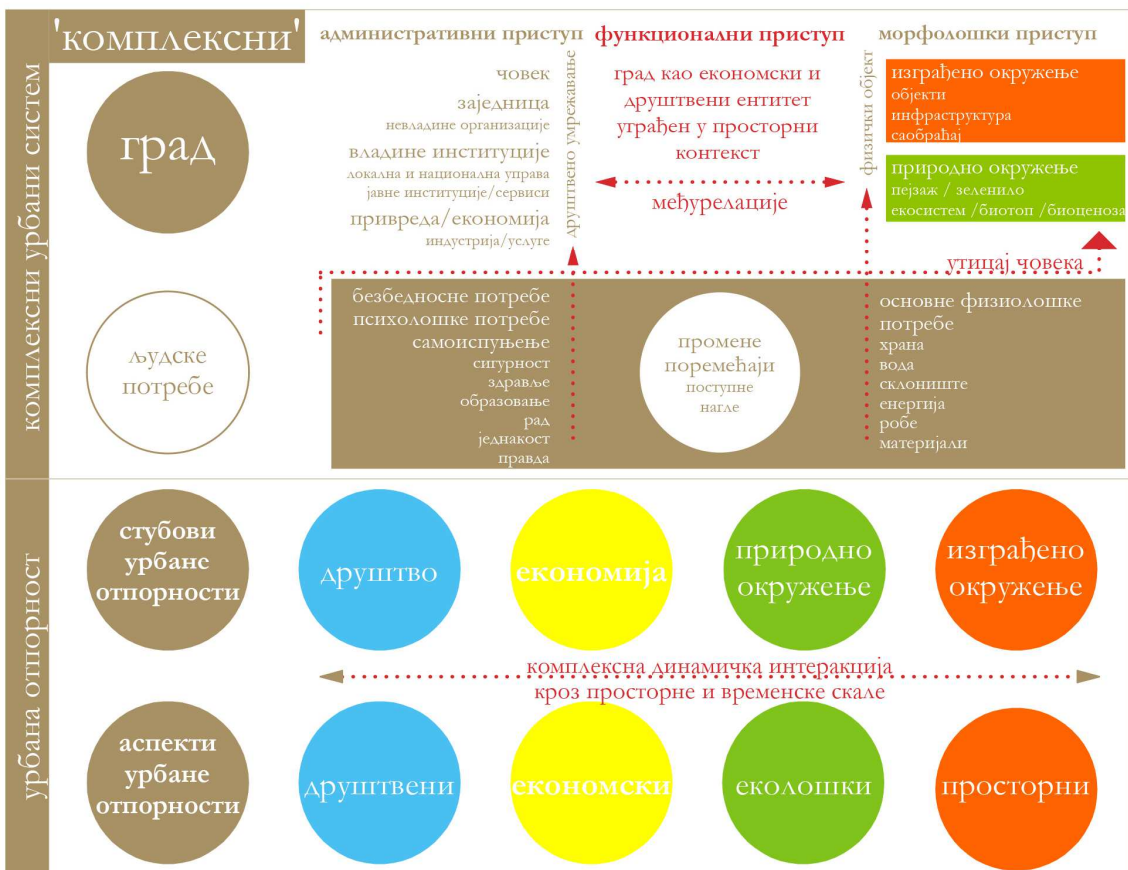 комплексни урбани систем
'комплексни'
град
административни приступ
човек
заједница
невладине организације
владине институције
локална и национална управа
јавне институције/сервиси
привреда/економија
индустрија/услуге
друштвено умрежавање
функционални приступ
град као економски и
друштвени ентитет
уграђен у просторни
контекст
међурелације
морфолошки приступ
физички објект
изграђено окружење
објекти
инфраструктура
саобраћај
природно окружење
пејзаж / зеленило
екосистем /биотоп /биоценоза
утицај човека
људске
потребе
безбедносне потребе
психолошке потребе
самоиспуњење
сигурност
здравље
образовање
рад
једнакост
правда
промене
поремећаји
поступне
нагле
основне физиолошке
потребе
храна
вода
склониште
енергија
робе
материјали
урбана отпорност
стубови
урбане
отпорности
друштво
економија
природно
окружење
изграђено
окружење
комплексна динамичка интеракција
кроз просторне и временске скале
аспекти
урбане
отпорности
друштвени
економски
еколошки
просторни